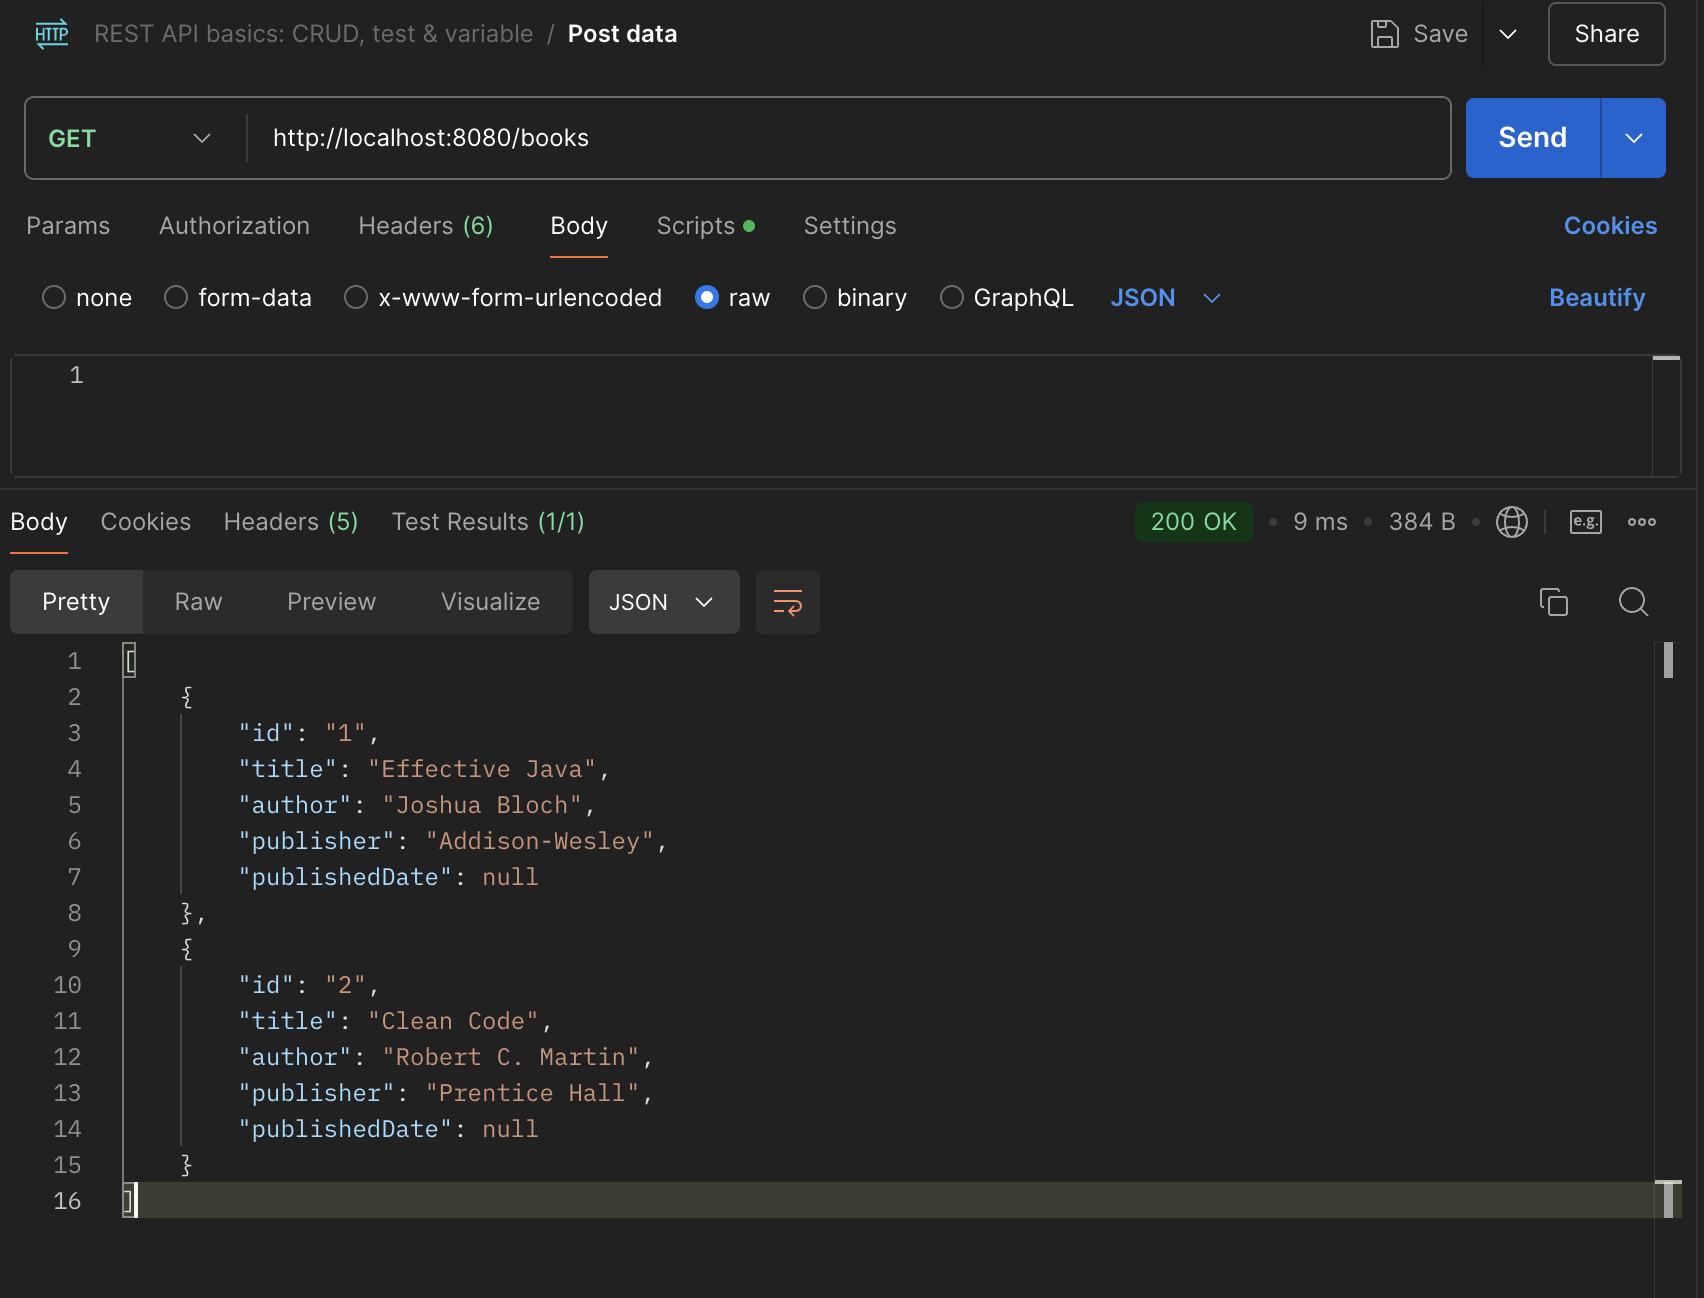 HTTP REST API basics: CRUD, test & variable / Post data Save Share
GET http://localhost:8080/books Send
Params Authorization Headers (6) Body Scripts Settings Cookies
none form-data x-www-form-urlencoded raw binary GraphQL JSON Beautify
1
Body Cookies Headers (5) Test Results (1/1) 200 OK • 9 ms • 384 B • e.g.
Pretty Raw Preview Visualize JSON
1 [
2 {
3 "id": "1",
4 "title": "Effective Java",
5 "author": "Joshua Bloch",
6 "publisher": "Addison-Wesley",
7 "publishedDate": null
8 },
9 {
10 "id": "2",
11 "title": "Clean Code",
12 "author": "Robert C. Martin",
13 "publisher": "Prentice Hall",
14 "publishedDate": null
15 }
16 ]